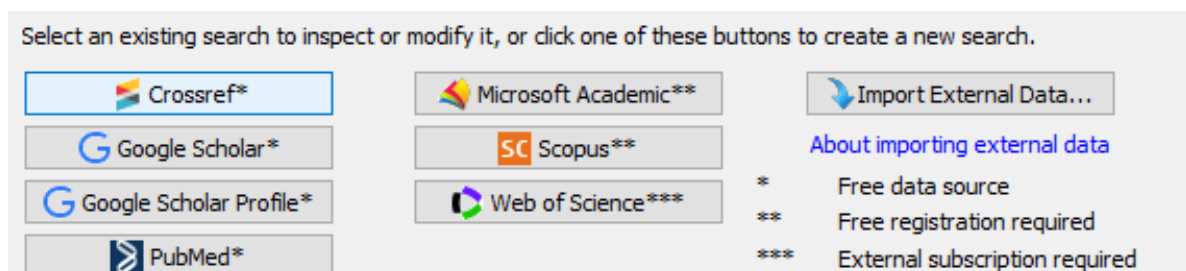 Select an existing search to inspect or modify it, or click one of these buttons to create a new search.
Crossref*
Microsoft Academic**
Import External Data...
Google Scholar*
SC Scopus**
About importing external data
Google Scholar Profile*
Web of Science***
* Free data source
** Free registration required
PubMed*
*** External subscription required